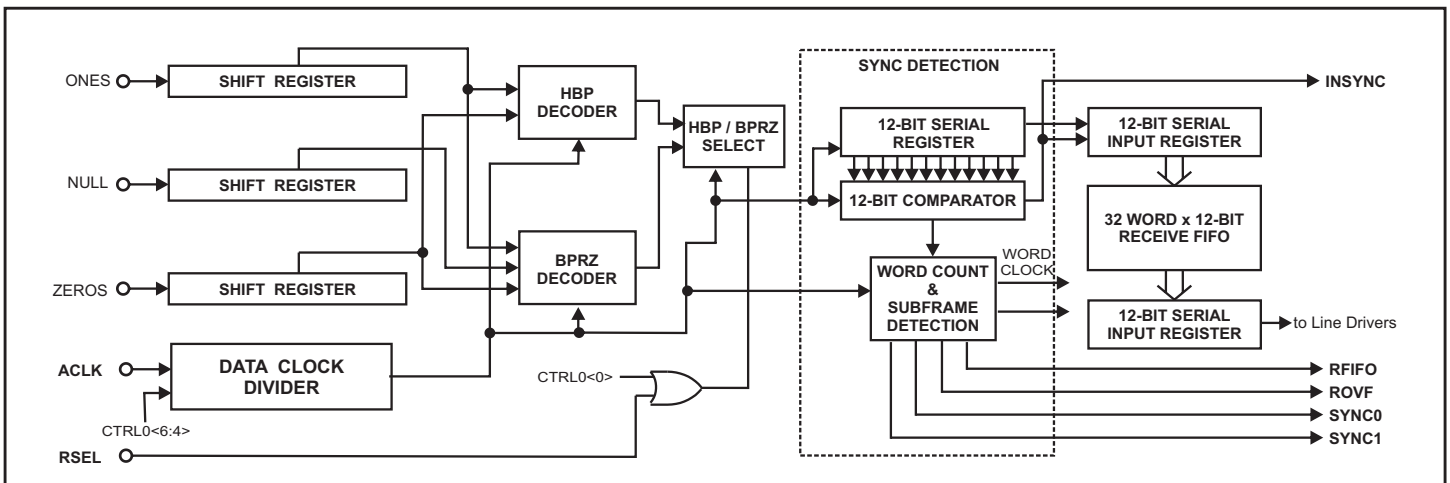 ONES
SHIFT REGISTER
NULL
SHIFT REGISTER
ZEROS
SHIFT REGISTER
ACLK
DATA CLOCK
DIVIDER
CTRL0<6:4>
RSEL
HBP
DECODER
BPRZ
DECODER
CTRL0<0>
HBP / BPRZ
SELECT
SYNC DETECTION
12-BIT SERIAL
REGISTER
12-BIT COMPARATOR
WORD COUNT
&
SUBFRAME
DETECTION
WORD
CLOCK
INSYNC
12-BIT SERIAL
INPUT REGISTER
32 WORD x 12-BIT
RECEIVE FIFO
12-BIT SERIAL
INPUT REGISTER
to Line Drivers
RFIFO
ROVF
SYNC0
SYNC1